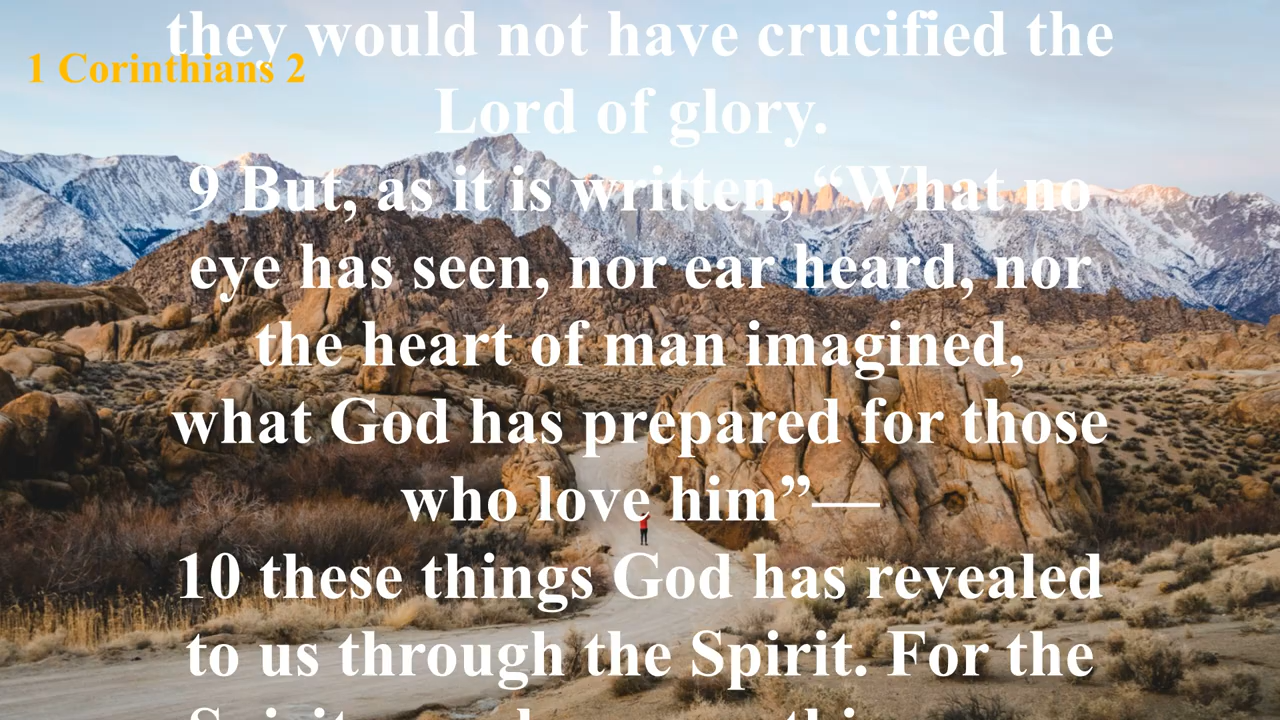 they would not have crucified the
1 Corinthians 2
Lord of glory.
9 But, as it is written, “What no
eye has seen, nor ear heard, nor
the heart of man imagined,
what God has prepared for those
who love him”—
10 these things God has revealed
to us through the Spirit. For the